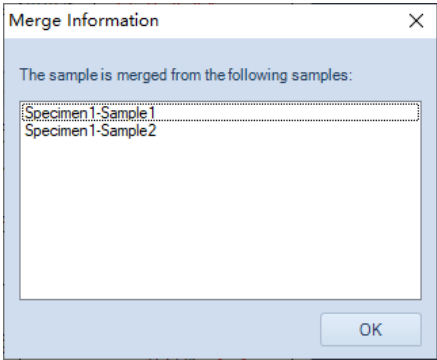 Merge Information
The sample is merged from the following samples:
Specimen1-Sample1
Specimen1-Sample2
OK